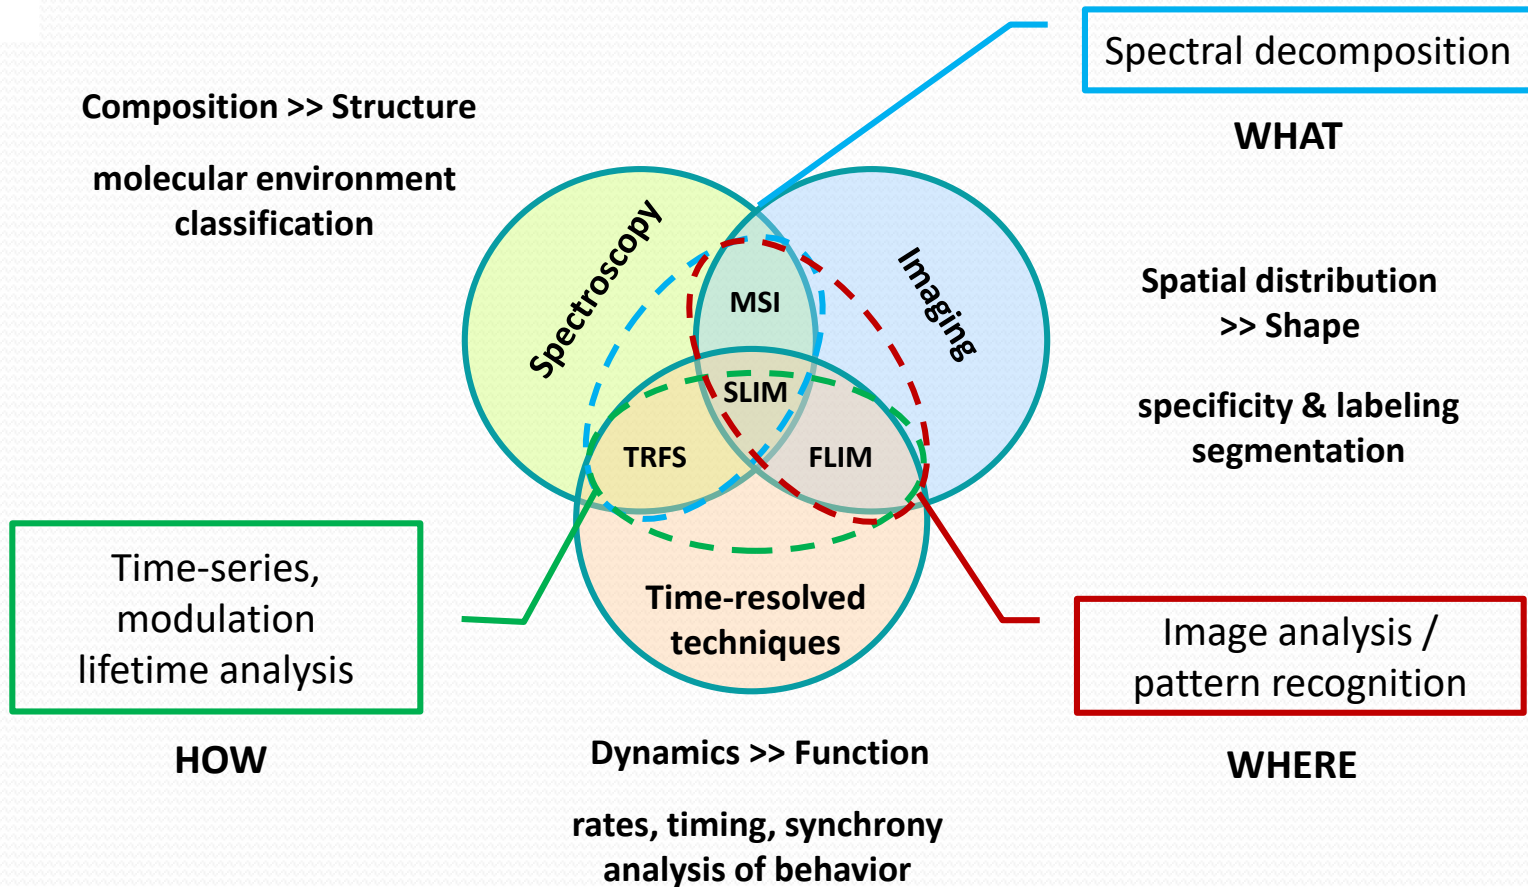 Spectral decomposition
WHAT
Composition >> Structure
molecular environment
classification
Spectroscopy
Imaging
MSI
SLIM
TRFS
FLIM
Spatial distribution
>> Shape
specificity & labeling
segmentation
Time-series,
modulation
lifetime analysis
HOW
Time-resolved
techniques
Image analysis /
pattern recognition
WHERE
Dynamics >> Function
rates, timing, synchrony
analysis of behavior